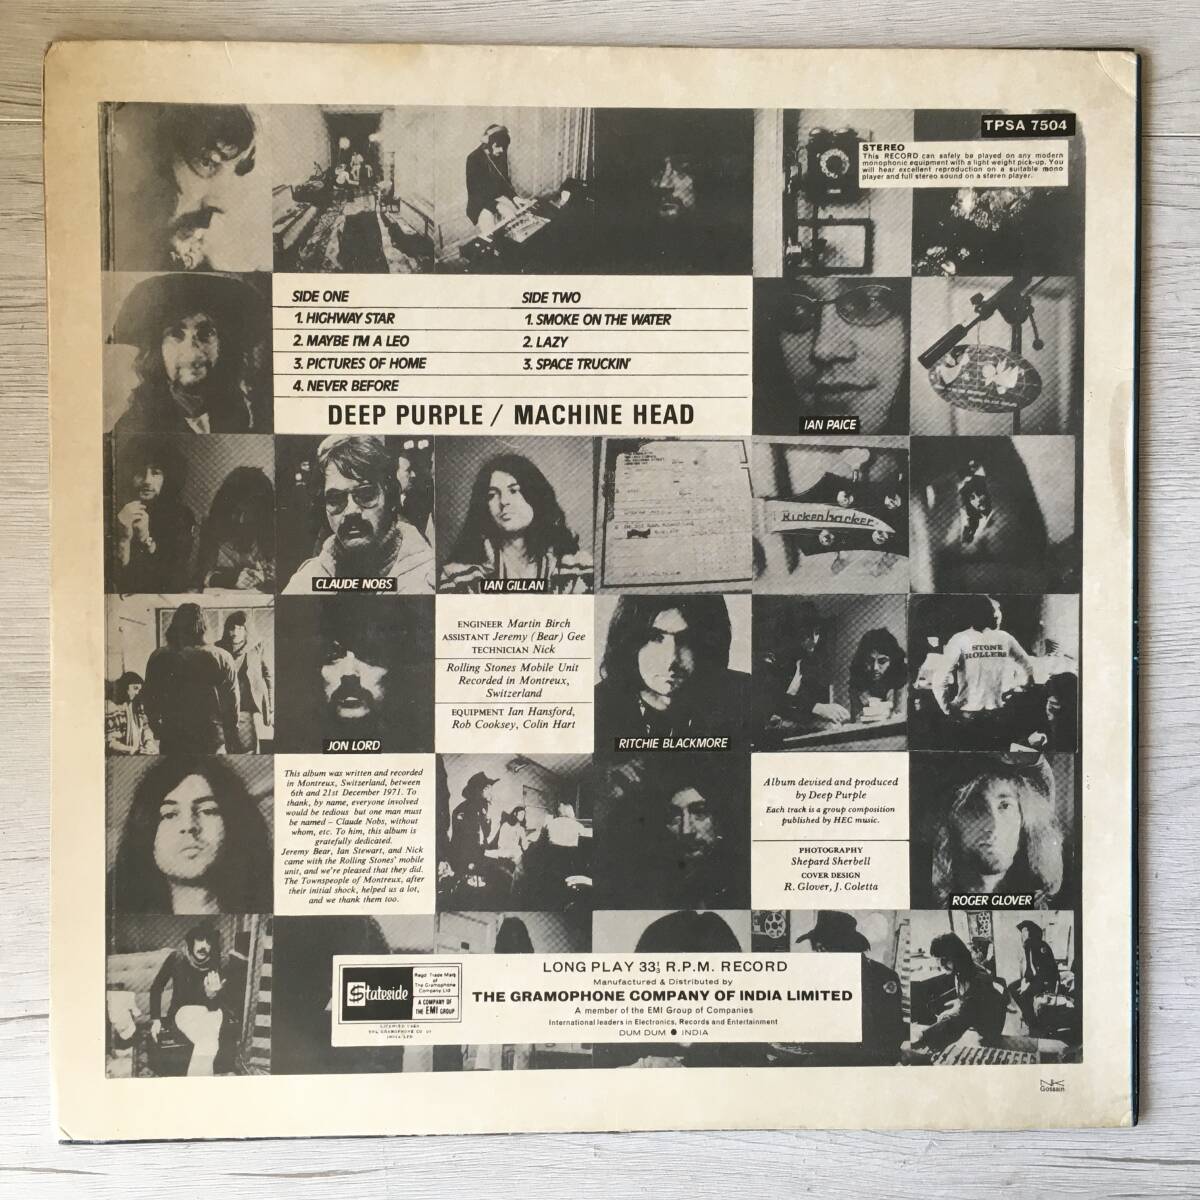 TPSA 7504
STEREO
This RECORD can safely be played on any modern
monophonic equipment with a light weight pick-up. You
will hear excellent reproduction on a suitable mono
player and full stereo sound on a stereo player.
SIDE ONE
1. HIGHWAY STAR
2. MAYBE I'M A LEO
3. PICTURES OF HOME
4. NEVER BEFORE
SIDE TWO
1. SMOKE ON THE WATER
2. LAZY
3. SPACE TRUCKIN'
DEEP PURPLE / MACHINE HEAD
IAN PAICE
CLAUDE NOBS
IAN GILLAN
Rickenbacker
ENGINEER Martin Birch
ASSISTANT Jeremy (Bear) Gee
TECHNICIAN Nick
Rolling Stones Mobile Unit
Recorded in Montreux,
Switzerland
EQUIPMENT Ian Hansford,
Rob Cooksey, Colin Hart
STONE
ROLLERS
JON LORD
RITCHIE BLACKMORE
This album was written and recorded
in Montreux, Switzerland, between
6th and 21st December 1971. To
thank, by name, everyone involved
would be tedious but one man must
be named – Claude Nobs, without
whom, etc. To him, this album is
gratefully dedicated.
Jeremy Bear, Ian Stewart, and Nick
came with the Rolling Stones' mobile
unit, and we're pleased that they did.
The Townspeople of Montreux, after
their initial shock, helped us a lot,
and we thank them too.
Album devised and produced
by Deep Purple
Each track is a group composition
published by HEC music.
PHOTOGRAPHY
Shepard Sherbell
COVER DESIGN
R. Glover, J. Coletta
ROGER GLOVER
Stateside
Regd. Trade Mark
of
The Gramophone
Company Ltd
A COMPANY OF
THE EMI GROUP
LONG PLAY 33⅓ R.P.M. RECORD
Manufactured & Distributed by
THE GRAMOPHONE COMPANY OF INDIA LIMITED
A member of the EMI Group of Companies
International leaders in Electronics, Records and Entertainment
DUM DUM ● INDIA
NK
Gossain